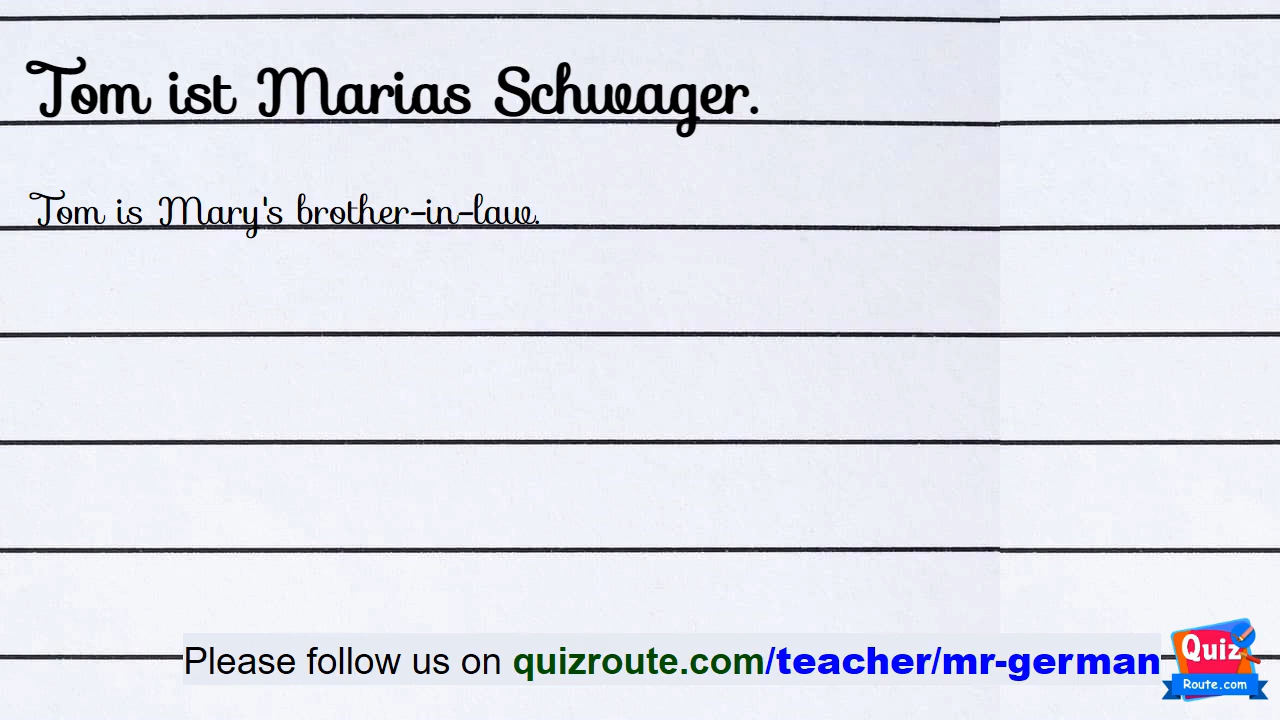 Tom ist Marias Schwager.
Tom is Mary's brother-in-law.
Please follow us on quizroute.com/teacher/mr-german
Quiz
Route.com